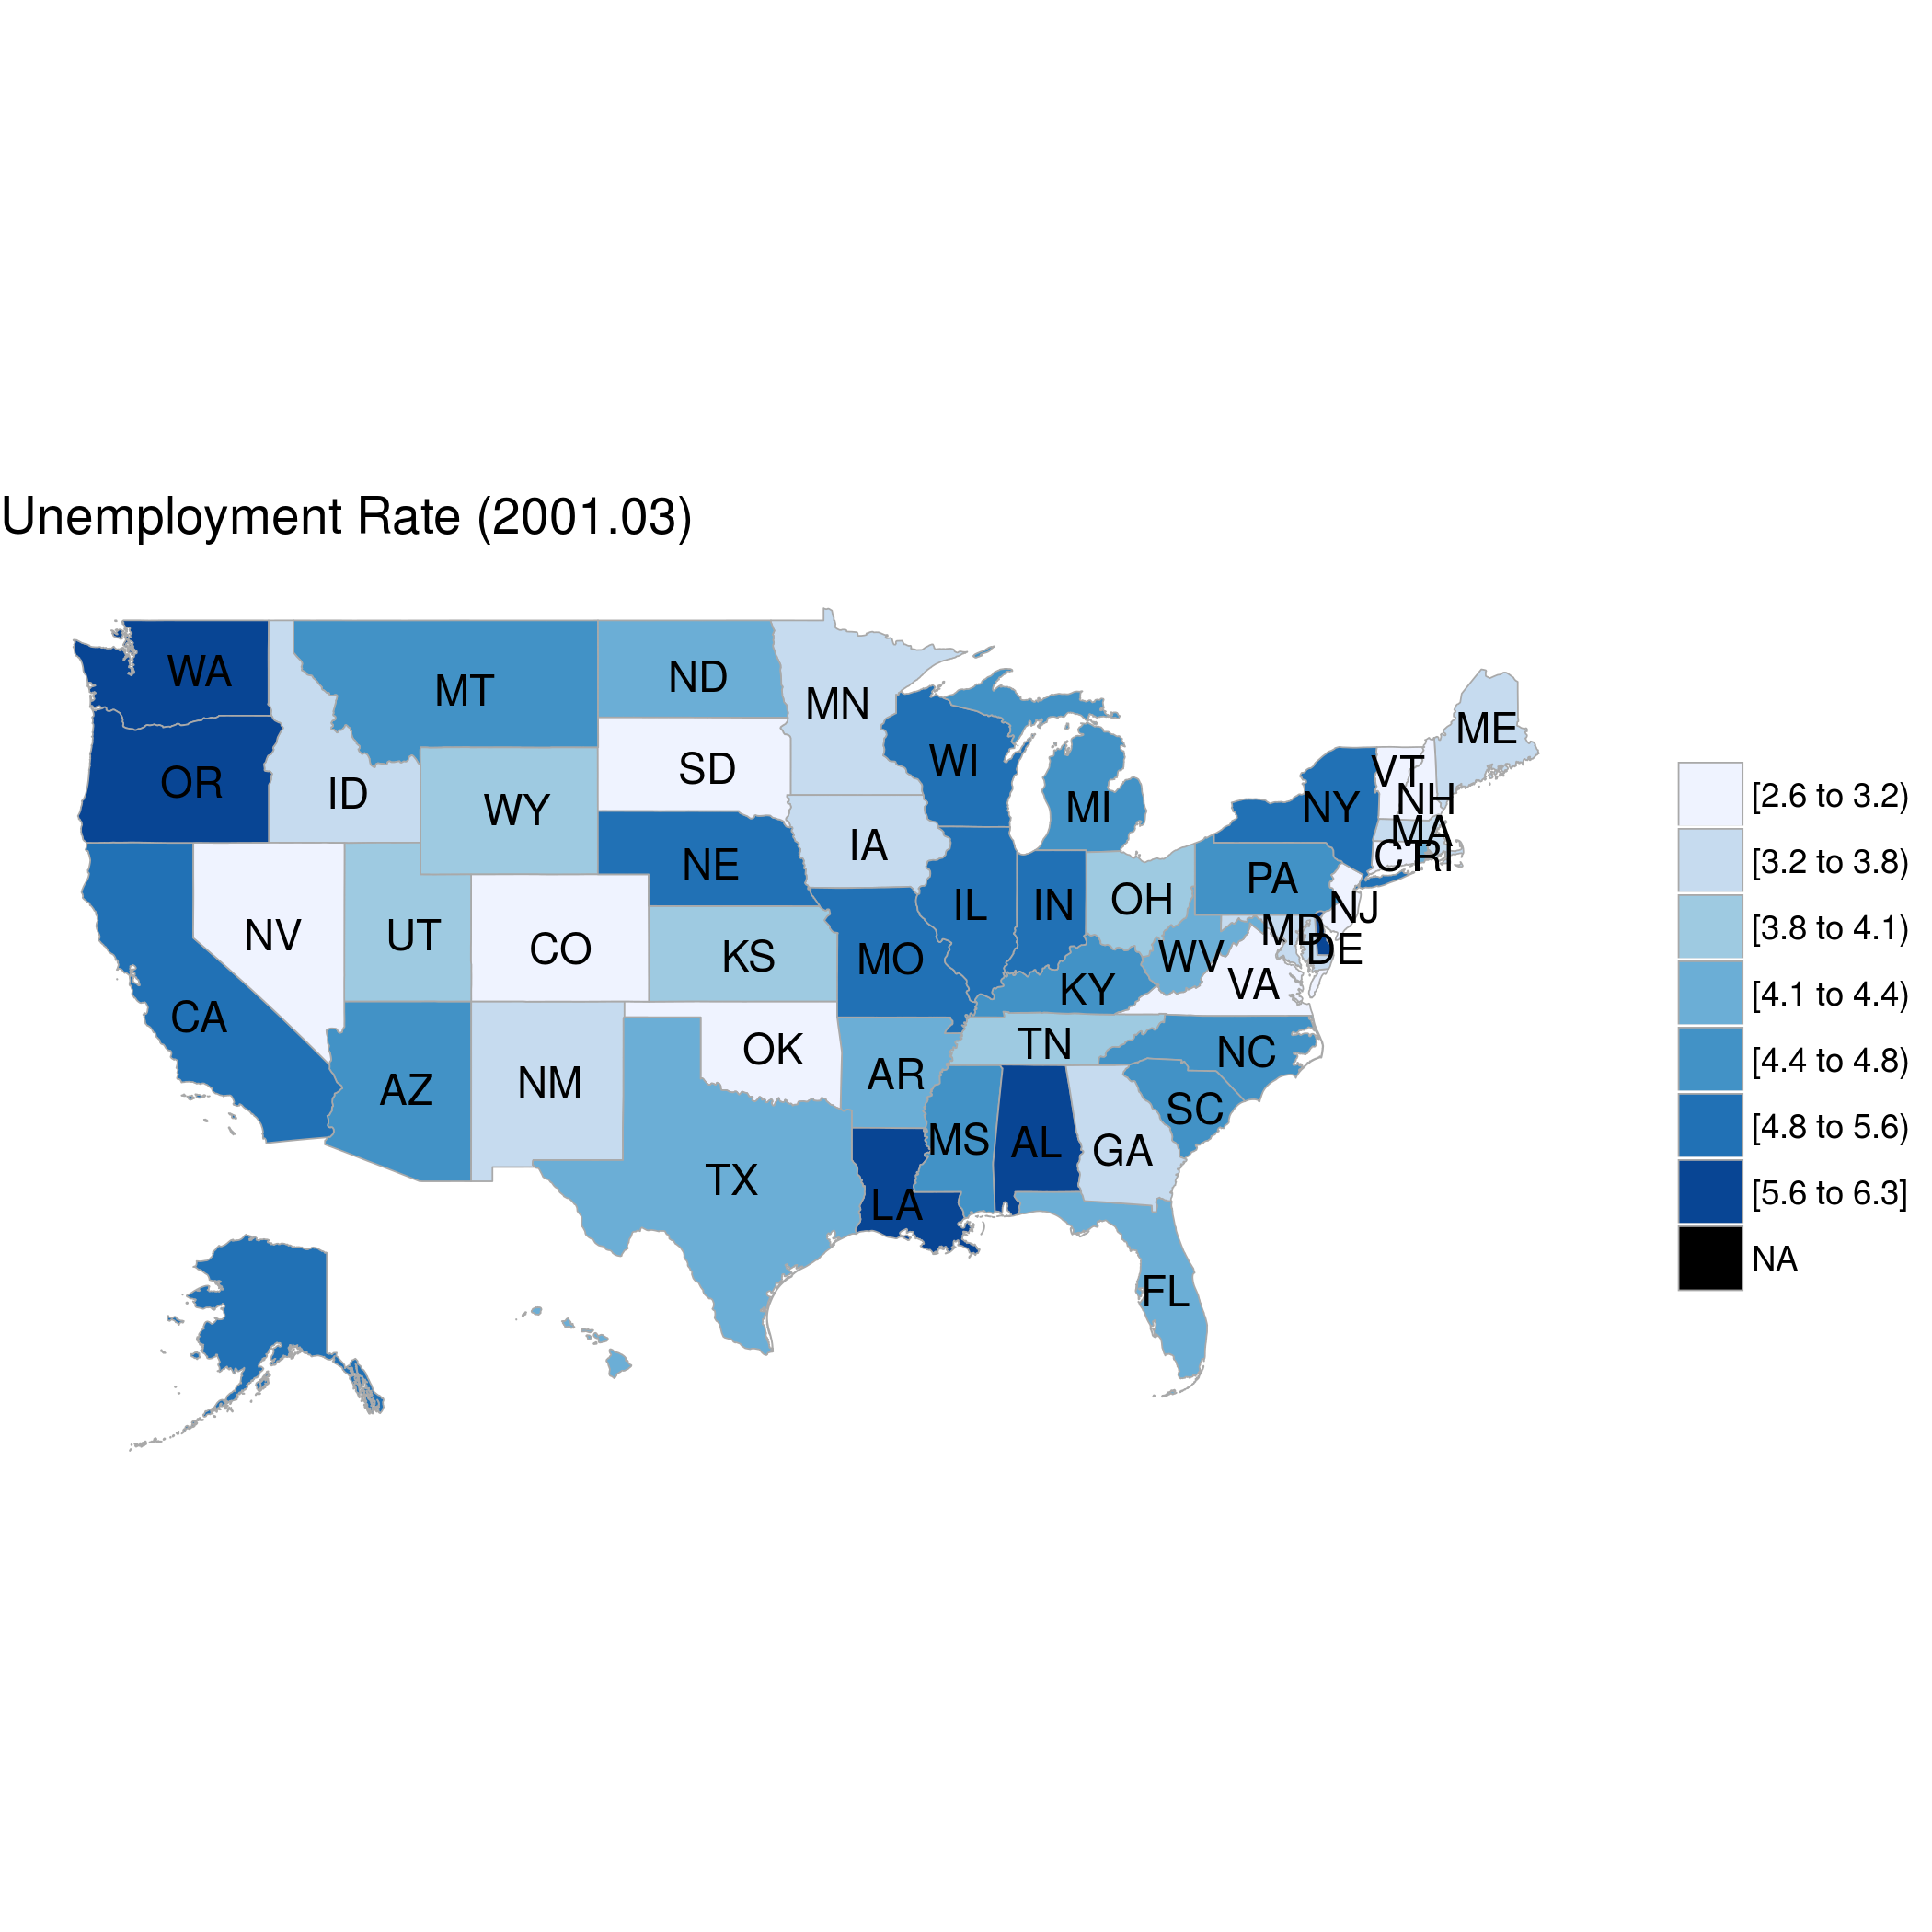 Unemployment Rate (2001.03)
WA
MT
ND
MN
ME
OR
ID
WY
SD
WI
MI
NY
VT
NH
MA
CT
RI
NE
IA
PA
NV
UT
CO
KS
MO
IL
IN
OH
NJ
MD
DE
WV
VA
KY
CA
AZ
NM
OK
AR
TN
NC
SC
TX
LA
MS
AL
GA
FL
[2.6 to 3.2)
[3.2 to 3.8)
[3.8 to 4.1)
[4.1 to 4.4)
[4.4 to 4.8)
[4.8 to 5.6)
[5.6 to 6.3]
NA